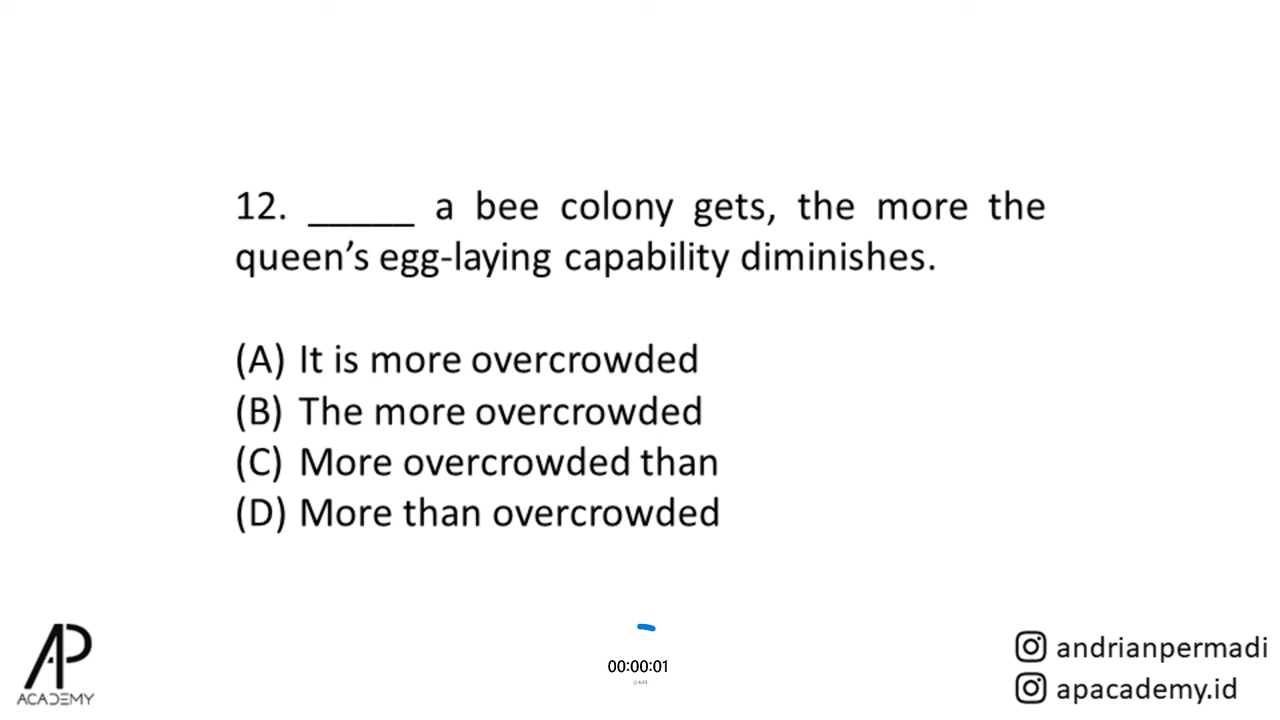 12. _____ a bee colony gets, the more the
queen’s egg-laying capability diminishes.
(A) It is more overcrowded
(B) The more overcrowded
(C) More overcrowded than
(D) More than overcrowded
AP
ACADEMY
00:00:01
andrianpermadi
apacademy.id